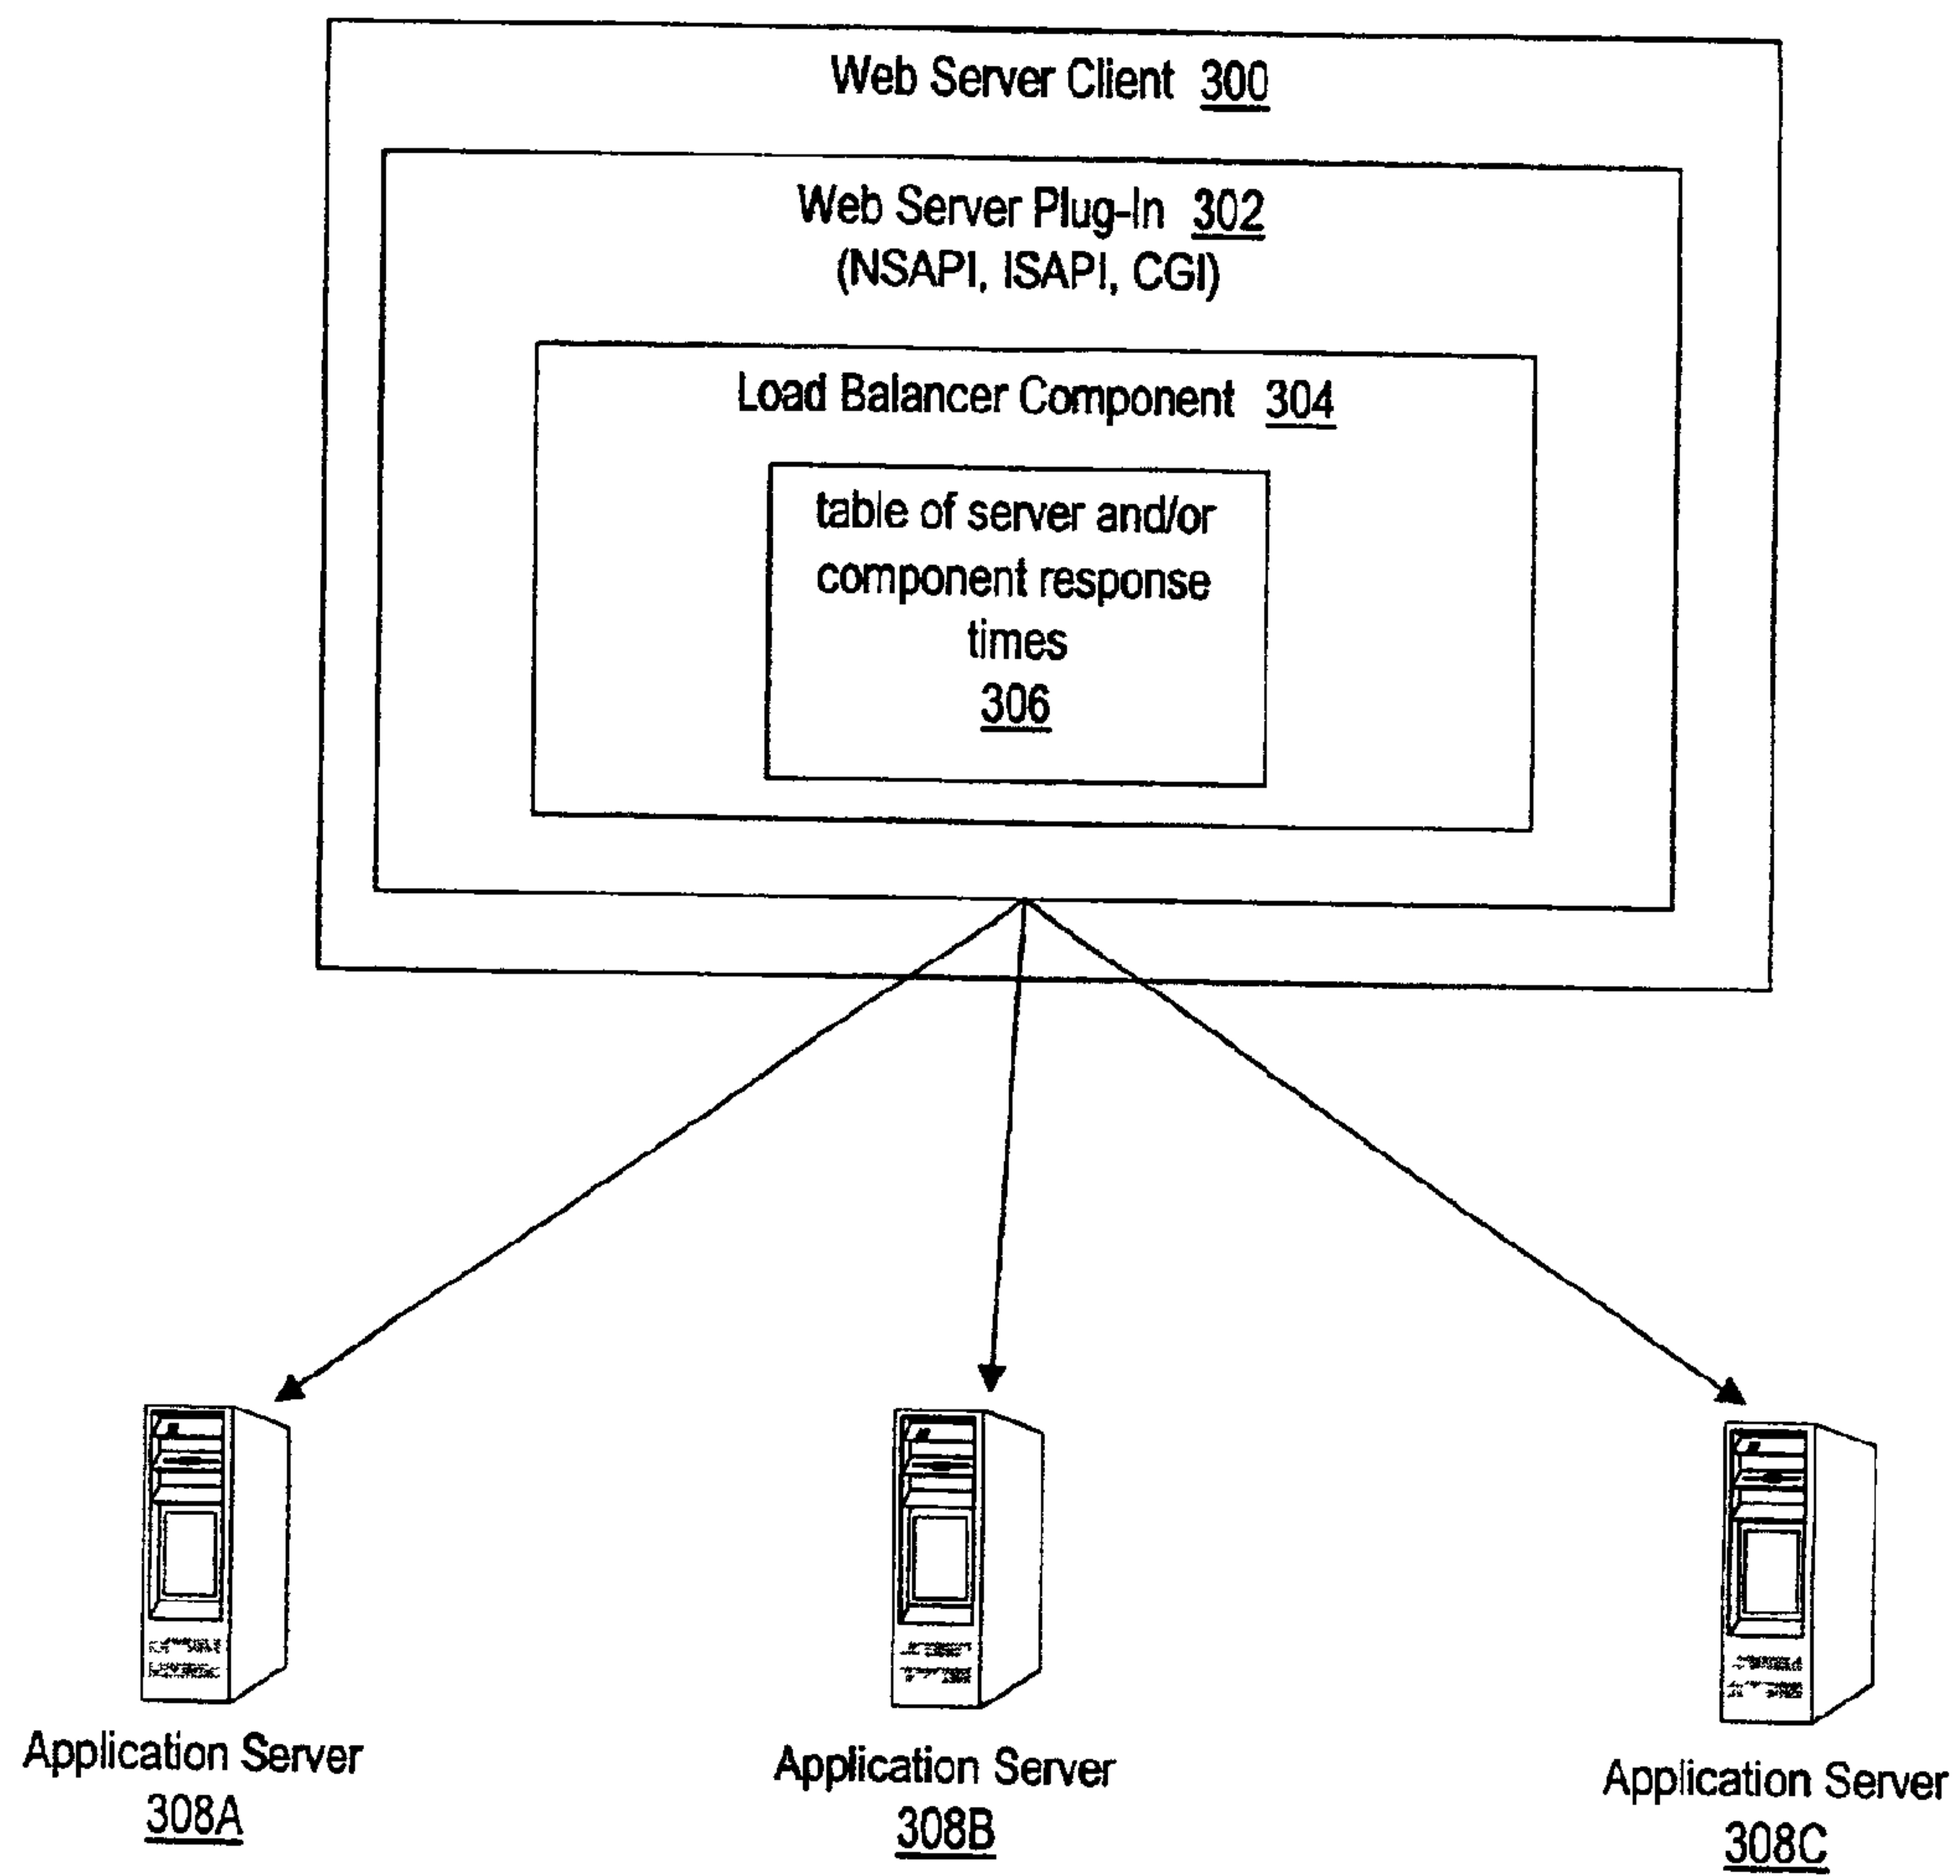 Web Server Client 300
Web Server Plug-In 302
(NSAPI, ISAPI, CGI)
Load Balancer Component 304
table of server and/or
component response
times
306
Application Server
308A
Application Server
308B
Application Server
308C